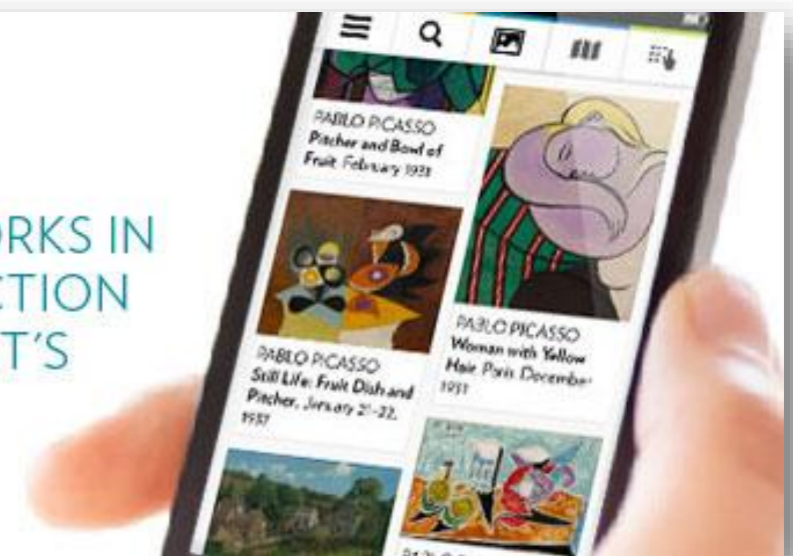 ORKS IN
CTION
T'S
PABLO PICASSO
Pitcher and Bowl of
Fruit February 1931
PABLO PICASSO
Still Life: Fruit Dish and
Pitcher, January 21-22,
1937
PABLO PICASSO
Woman with Yellow
Hair Paris December
1931